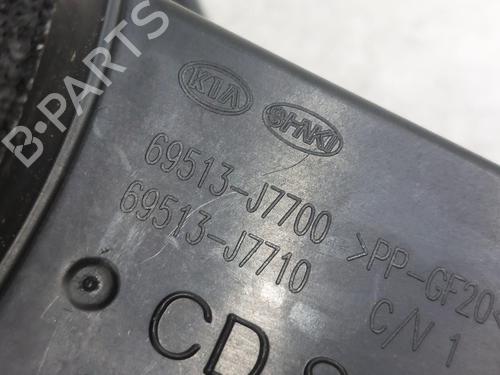 B-PARTS
KIA
SHNKI
69513-J7700 >PP-GF20<
69513-J7710
C/V 1
CD